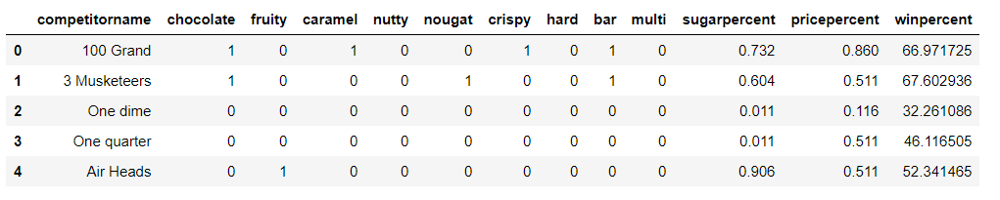 competitorname chocolate fruity caramel nutty nougat crispy hard bar multi sugarpercent pricepercent winpercent
0 100 Grand 1 0 1 0 0 1 0 1 0 0.732 0.860 66.971725
1 3 Musketeers 1 0 0 0 1 0 0 1 0 0.604 0.511 67.602936
2 One dime 0 0 0 0 0 0 0 0 0 0.011 0.116 32.261086
3 One quarter 0 0 0 0 0 0 0 0 0 0.011 0.511 46.116505
4 Air Heads 0 1 0 0 0 0 0 0 0 0.906 0.511 52.341465